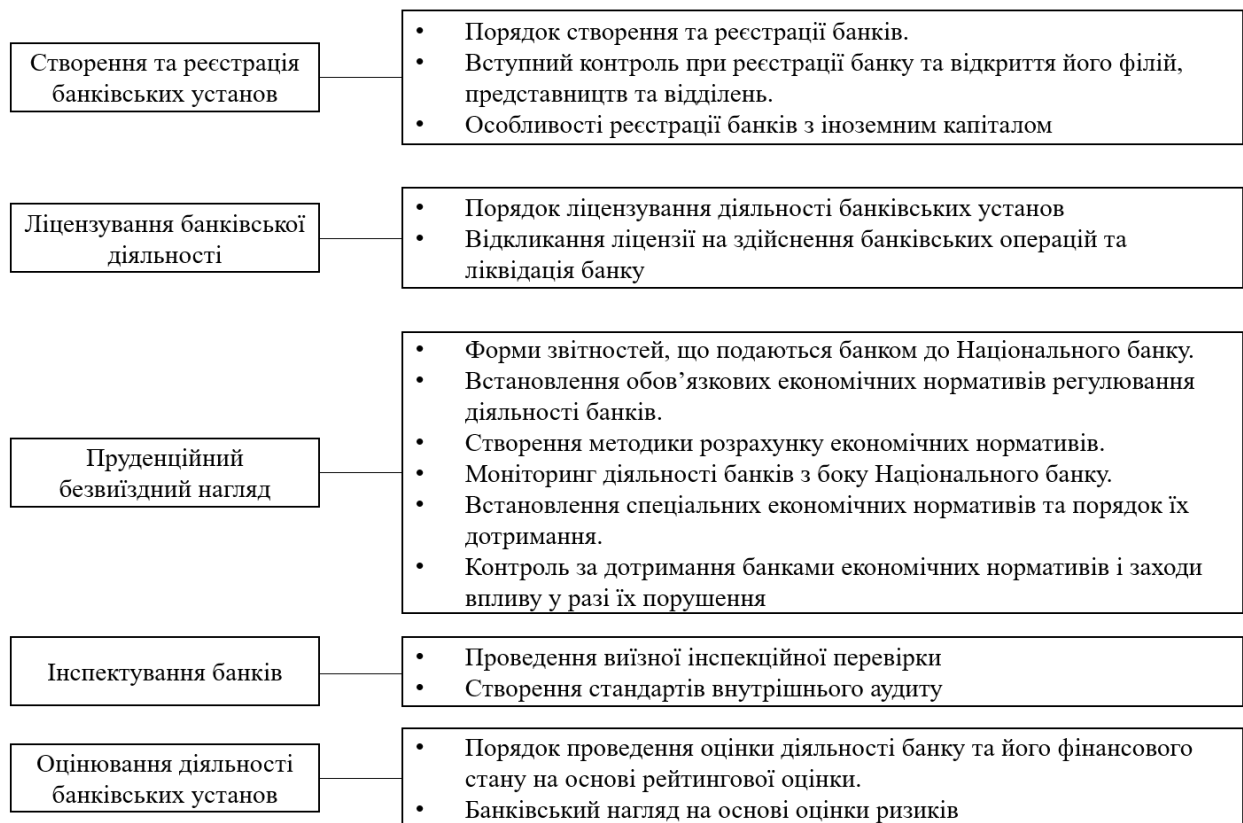 Створення та реєстрація
банківських установ
• Порядок створення та реєстрації банків.
• Вступний контроль при реєстрації банку та відкриття його філій,
представництв та відділень.
• Особливості реєстрації банків з іноземним капіталом
Ліцензування банківської
діяльності
• Порядок ліцензування діяльності банківських установ
• Відкликання ліцензії на здійснення банківських операцій та
ліквідація банку
Пруденційний
безвиїздний нагляд
• Форми звітностей, що подаються банком до Національного банку.
• Встановлення обов’язкових економічних нормативів регулювання
діяльності банків.
• Створення методики розрахунку економічних нормативів.
• Моніторинг діяльності банків з боку Національного банку.
• Встановлення спеціальних економічних нормативів та порядок їх
дотримання.
• Контроль за дотримання банками економічних нормативів і заходи
впливу у разі їх порушення
Інспектування банків
• Проведення виїзної інспекційної перевірки
• Створення стандартів внутрішнього аудиту
Оцінювання діяльності
банківських установ
• Порядок проведення оцінки діяльності банку та його фінансового
стану на основі рейтингової оцінки.
• Банківський нагляд на основі оцінки ризиків